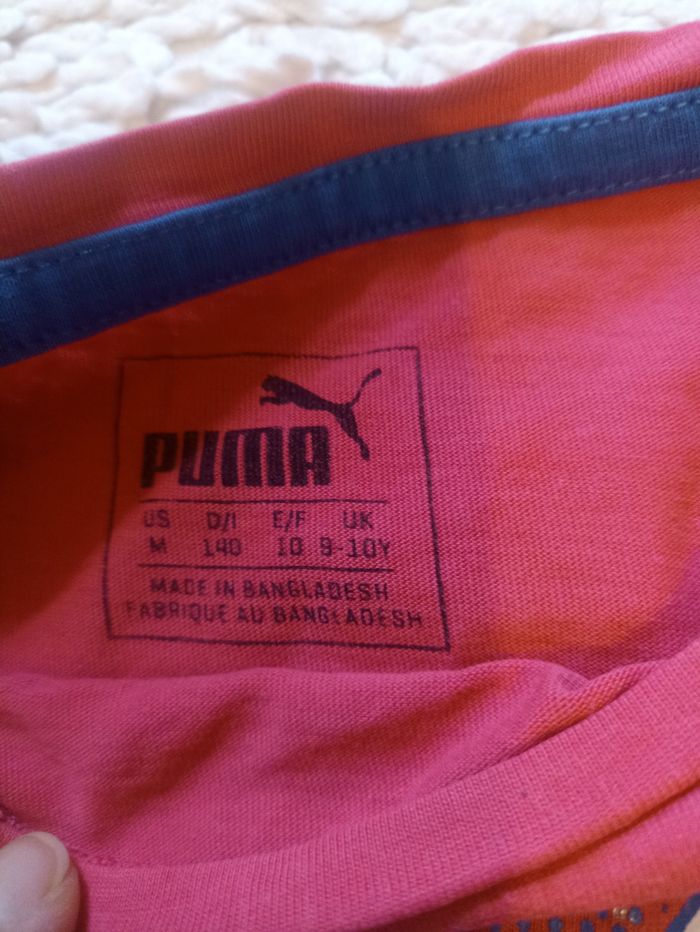 PUMA
US D/I E/F UK
M 140 10 9-10Y
MADE IN BANGLADESH
FABRIQUE AU BANGLADESH